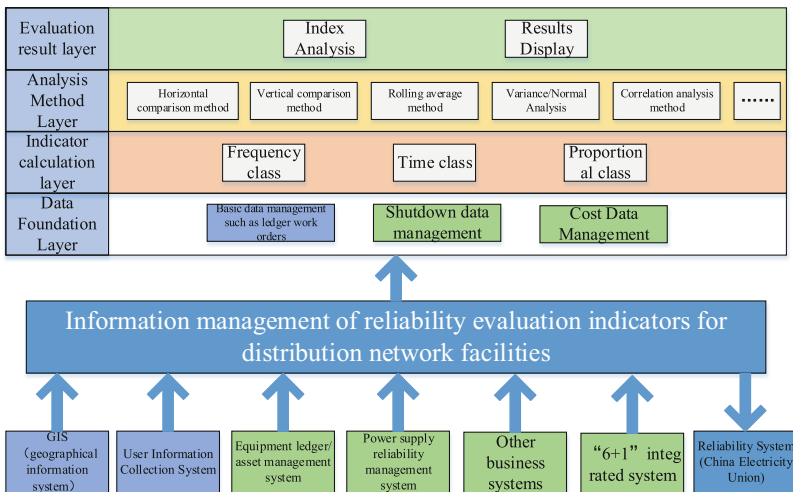 Evaluation
result layer
Index
Analysis
Results
Display
Analysis
Method
Layer
Horizontal
comparison method
Vertical comparison
method
Rolling average
method
Variance/Normal
Analysis
Correlation analysis
method
……
Indicator
calculation
layer
Frequency
class
Time class
Proportion
al class
Data
Foundation
Layer
Basic data management
such as ledger work
orders
Shutdown data
management
Cost Data
Management
Information management of reliability evaluation indicators for
distribution network facilities
GIS
（geographical
information
system）
User Information
Collection System
Equipment ledger/
asset management
system
Power supply
reliability
management
system
Other
business
systems
“6+1” integ
rated system
Reliability System
(China Electricity
Union)